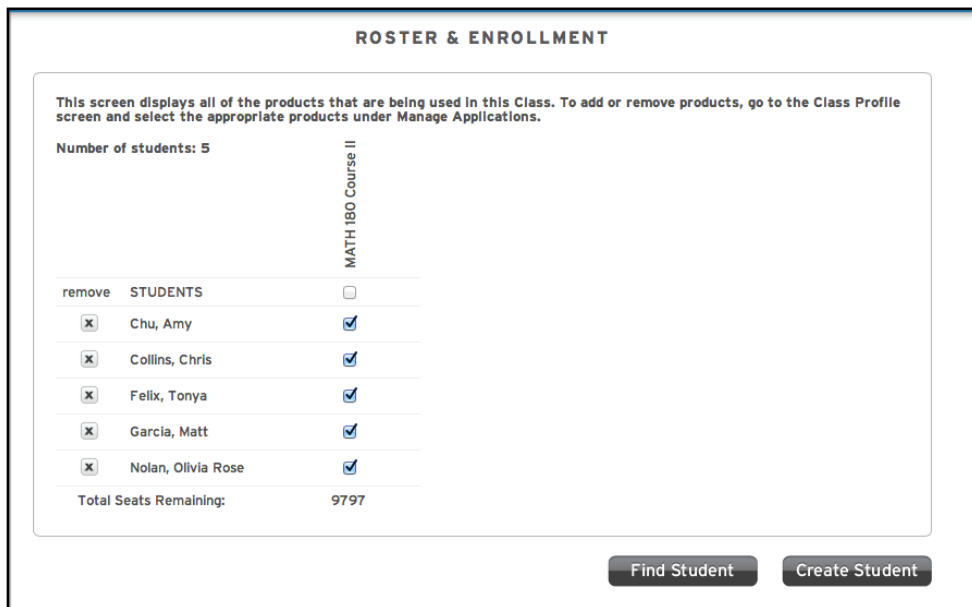 ROSTER & ENROLLMENT
This screen displays all of the products that are being used in this Class. To add or remove products, go to the Class Profile
screen and select the appropriate products under Manage Applications.
Number of students: 5
MATH 180 Course II
remove STUDENTS
x Chu, Amy
x Collins, Chris
x Felix, Tonya
x Garcia, Matt
x Nolan, Olivia Rose
Total Seats Remaining: 9797
Find Student Create Student